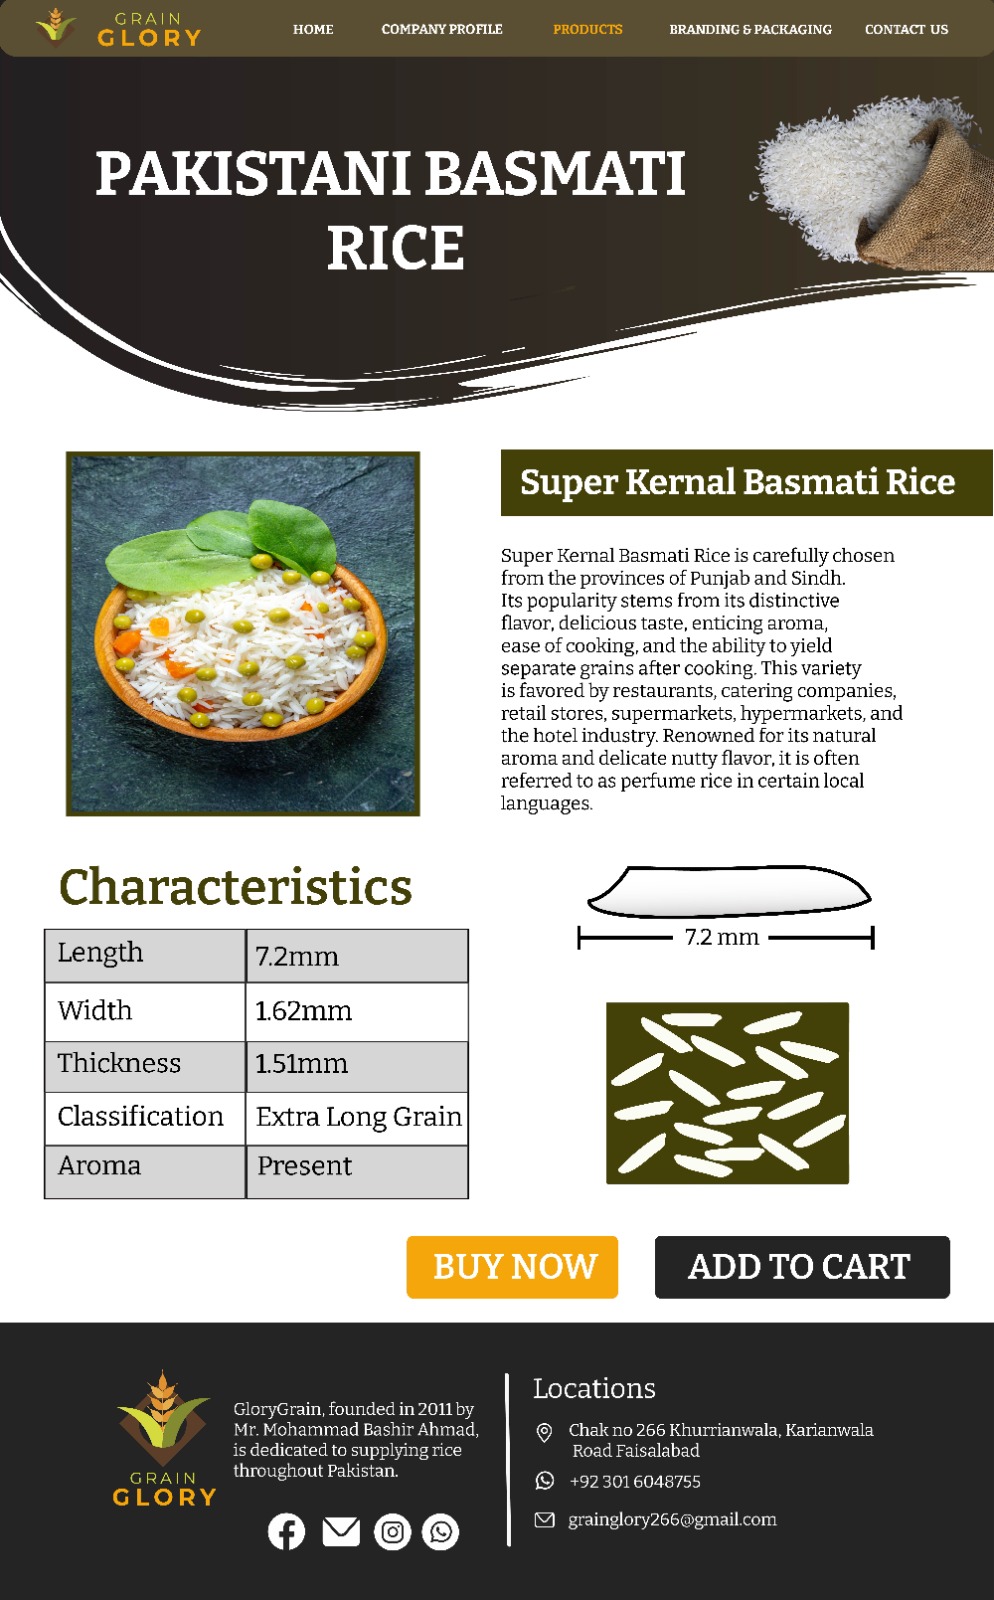 GRAIN
GLORY
HOME
COMPANY PROFILE
PRODUCTS
BRANDING & PACKAGING
CONTACT US
PAKISTANI BASMATI
RICE
Super Kernal Basmati Rice
Super Kernal Basmati Rice is carefully chosen
from the provinces of Punjab and Sindh.
Its popularity stems from its distinctive
flavor, delicious taste, enticing aroma,
ease of cooking, and the ability to yield
separate grains after cooking. This variety
is favored by restaurants, catering companies,
retail stores, supermarkets, hypermarkets, and
the hotel industry. Renowned for its natural
aroma and delicate nutty flavor, it is often
referred to as perfume rice in certain local
languages.
Characteristics
Length 7.2mm
Width 1.62mm
Thickness 1.51mm
Classification Extra Long Grain
Aroma Present
7.2 mm
BUY NOW
ADD TO CART
GRAIN
GLORY
GloryGrain, founded in 2011 by
Mr. Mohammad Bashir Ahmad,
is dedicated to supplying rice
throughout Pakistan.
Locations
Chak no 266 Khurrianwala, Karianwala
Road Faisalabad
+92 301 6048755
grainglory266@gmail.com